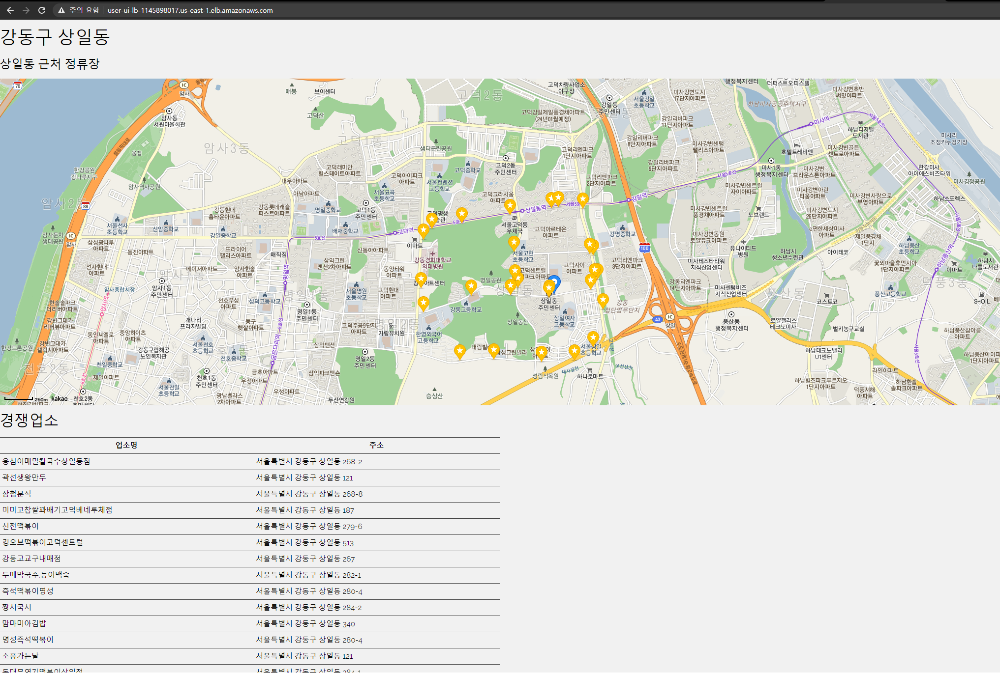 주의 요함
user-ui-lb-1145898017.us-east-1.elb.amazonaws.com
강동구 상일동
상일동 근처 정류장
70
IC
암사
매봉
브이센터
고덕산
암사동
서원마을회관
암사3동
고덕1동
고덕2동
고덕차량사업소
야구장
강일동
주민센터
서울강일
초등학교
미사강변도시
17단지아파트
행정복지센터
더퍼스트오피스텔
미사강변호반
써밋아파트
하남미사공공주택지구
고덕강일제일풍경채아파트
(24년01월예정)
강일리버파크
11단지아파트
미사역
서울5호선
하남디지털
도서관
미사리
조정카누경기장
올림픽대로
움집
샘터근린공원
고덕리엔파크
1단지아파트
강일리버파크
8단지아파트
미사강변센텀
팰리스아파트
호텔트레비엔
미사강변골든
센트로아파트
한강공원
광나루지구
암사역사공원
대우아파트
고덕래미안
힐스테이트아파트
고덕아이파크
아파트
고덕중학교
고덕2동
주민센터
강일리버파크
9단지아파트
서울5호선
미사1동
행정복지센터
미사강변도시
브라운스톤아파트
한강미사
아이에스비즈타워
미사경정공원
서울컨벤션
고등학교
고덕리엔파크
2단지아파트
서울묘곡
초등학교
고덕그라시움
아파트
아남아파트
강일역
미사강변센트럴
자이아파트
미사강변아란
티움아파트
미사강변사랑으로
부영아파트
하남스포렉스
암사2동
88
강동현대
홈타운아파트
강동롯데캐슬
퍼스트아파트
명일중학교
고덕1동
주민센터
상일동역
미사강변센트럴
풍경채아파트
노브랜드
미사강변도시
26단지아파트
서울선사
초등학교
신암중학교
강일중학교
배재중학교
고덕역
5호선
서울고덕동
우체국
고덕아르테온
아파트
강명중학교
미사강변동원
로얄듀크아파트
e편한세상미사
아파트
제일풍경채
1단지
암사둔치
생태공원
IC
암사
삼성광나루
아파트
5호선
이마트
100
유나이티드
병원
하남시
청소년수련관
아이테코
하남풍산
초등학교
하남풍산역
동진아파트
프라이어
팰리스아파트
매직짐
신동아아파트
강동경희대학교
의대병원
서울고현
초등학교
고덕리엔파크
3단지아파트
미사테스타타워
지식산업센터
꽃뫼마을휴먼시아
1단지아파트
이마트
하남시
나룰도서관
선사현대
아파트
메이저아파트
암사한솔
아파트
삼익그린
맨션2차아파트
동양타워
아파트
고덕자이
아파트
고덕센트럴
암사종합시장
암사1동
주민센터
명일역
명일1동
서울명원
초등학교
고덕현대
아파트
명일공원
강동리엔파크
14단지아파트
미사센텀비즈
지식산업센터
풍산동
코스트코
풍산고등학교
덕풍3동
S-OIL
한솔솔파크
더리버아파트
암사역
천호우성
아파트
성덕고등학교
명일1동
주민센터
강동고등학교
상일동
주민센터
강동
첨단업무단지
강변그대가
리버뷰아파트
개나리
프라자빌딩
동구
햇살아파트
5호선
고덕주공9단지
아파트
명일2동
가람유치원
한영외국어
고등학교
상일동산
상일여자
고등학교
43
IC
상일
풍산동
행정복지센터
로얄팰리스
테크노미사
벌키농구교실
하남풍산참아름
아파트
한강드론공원
강변그대가
갤럭시아파트
동인씨엘로
아파트
중앙하이츠
아파트
서울천호
초등학교
천호1동
굽은다리역
삼익맨션
대림빌라
삼성그린빌라
서울상일
초등학교
수도권제1순환고속도로
하남테크노밸리
U1센터
서울5호선
하남풍산아이파
1단지아파트
천호2동
천일중학교
강동구립해공
노인복지관
천호중학교
명일2동
주민센터
천호1동
주민센터
금호아파트
삼익파크맨숀
성림식목원
대사골천
하나로마트
이성산천
라인아파트
제일아파트
8호선
서울천일
초등학교
우정아파트
하남힐즈파크푸르지오
1단지아파트
하남한솔
솔파크아파트
250m
kakao
천호2동
광남벨라스
2차아파트
우성아파트
두산연강원
승상산
덕풍서해
아파트
경쟁업소
업소명 주소
옹심이매밀칼국수상일동점 서울특별시 강동구 상일동 268-2
곽선생왕만두 서울특별시 강동구 상일동 121
삼첩분식 서울특별시 강동구 상일동 268-8
미미고찹쌀꽈배기고덕베네루체점 서울특별시 강동구 상일동 187
신전떡볶이 서울특별시 강동구 상일동 279-6
킹오브떡볶이고덕센트럴 서울특별시 강동구 상일동 513
강동고교구내매점 서울특별시 강동구 상일동 267
두메막국수.능이백숙 서울특별시 강동구 상일동 282-1
즉석떡볶이명성 서울특별시 강동구 상일동 280-4
짱시국시 서울특별시 강동구 상일동 284-2
맘마미아김밥 서울특별시 강동구 상일동 340
명성즉석떡볶이 서울특별시 강동구 상일동 280-4
소풍가는날 서울특별시 강동구 상일동 121
동대문엽기떡볶이상일점 서울특별시 강동구 상일동 284-1